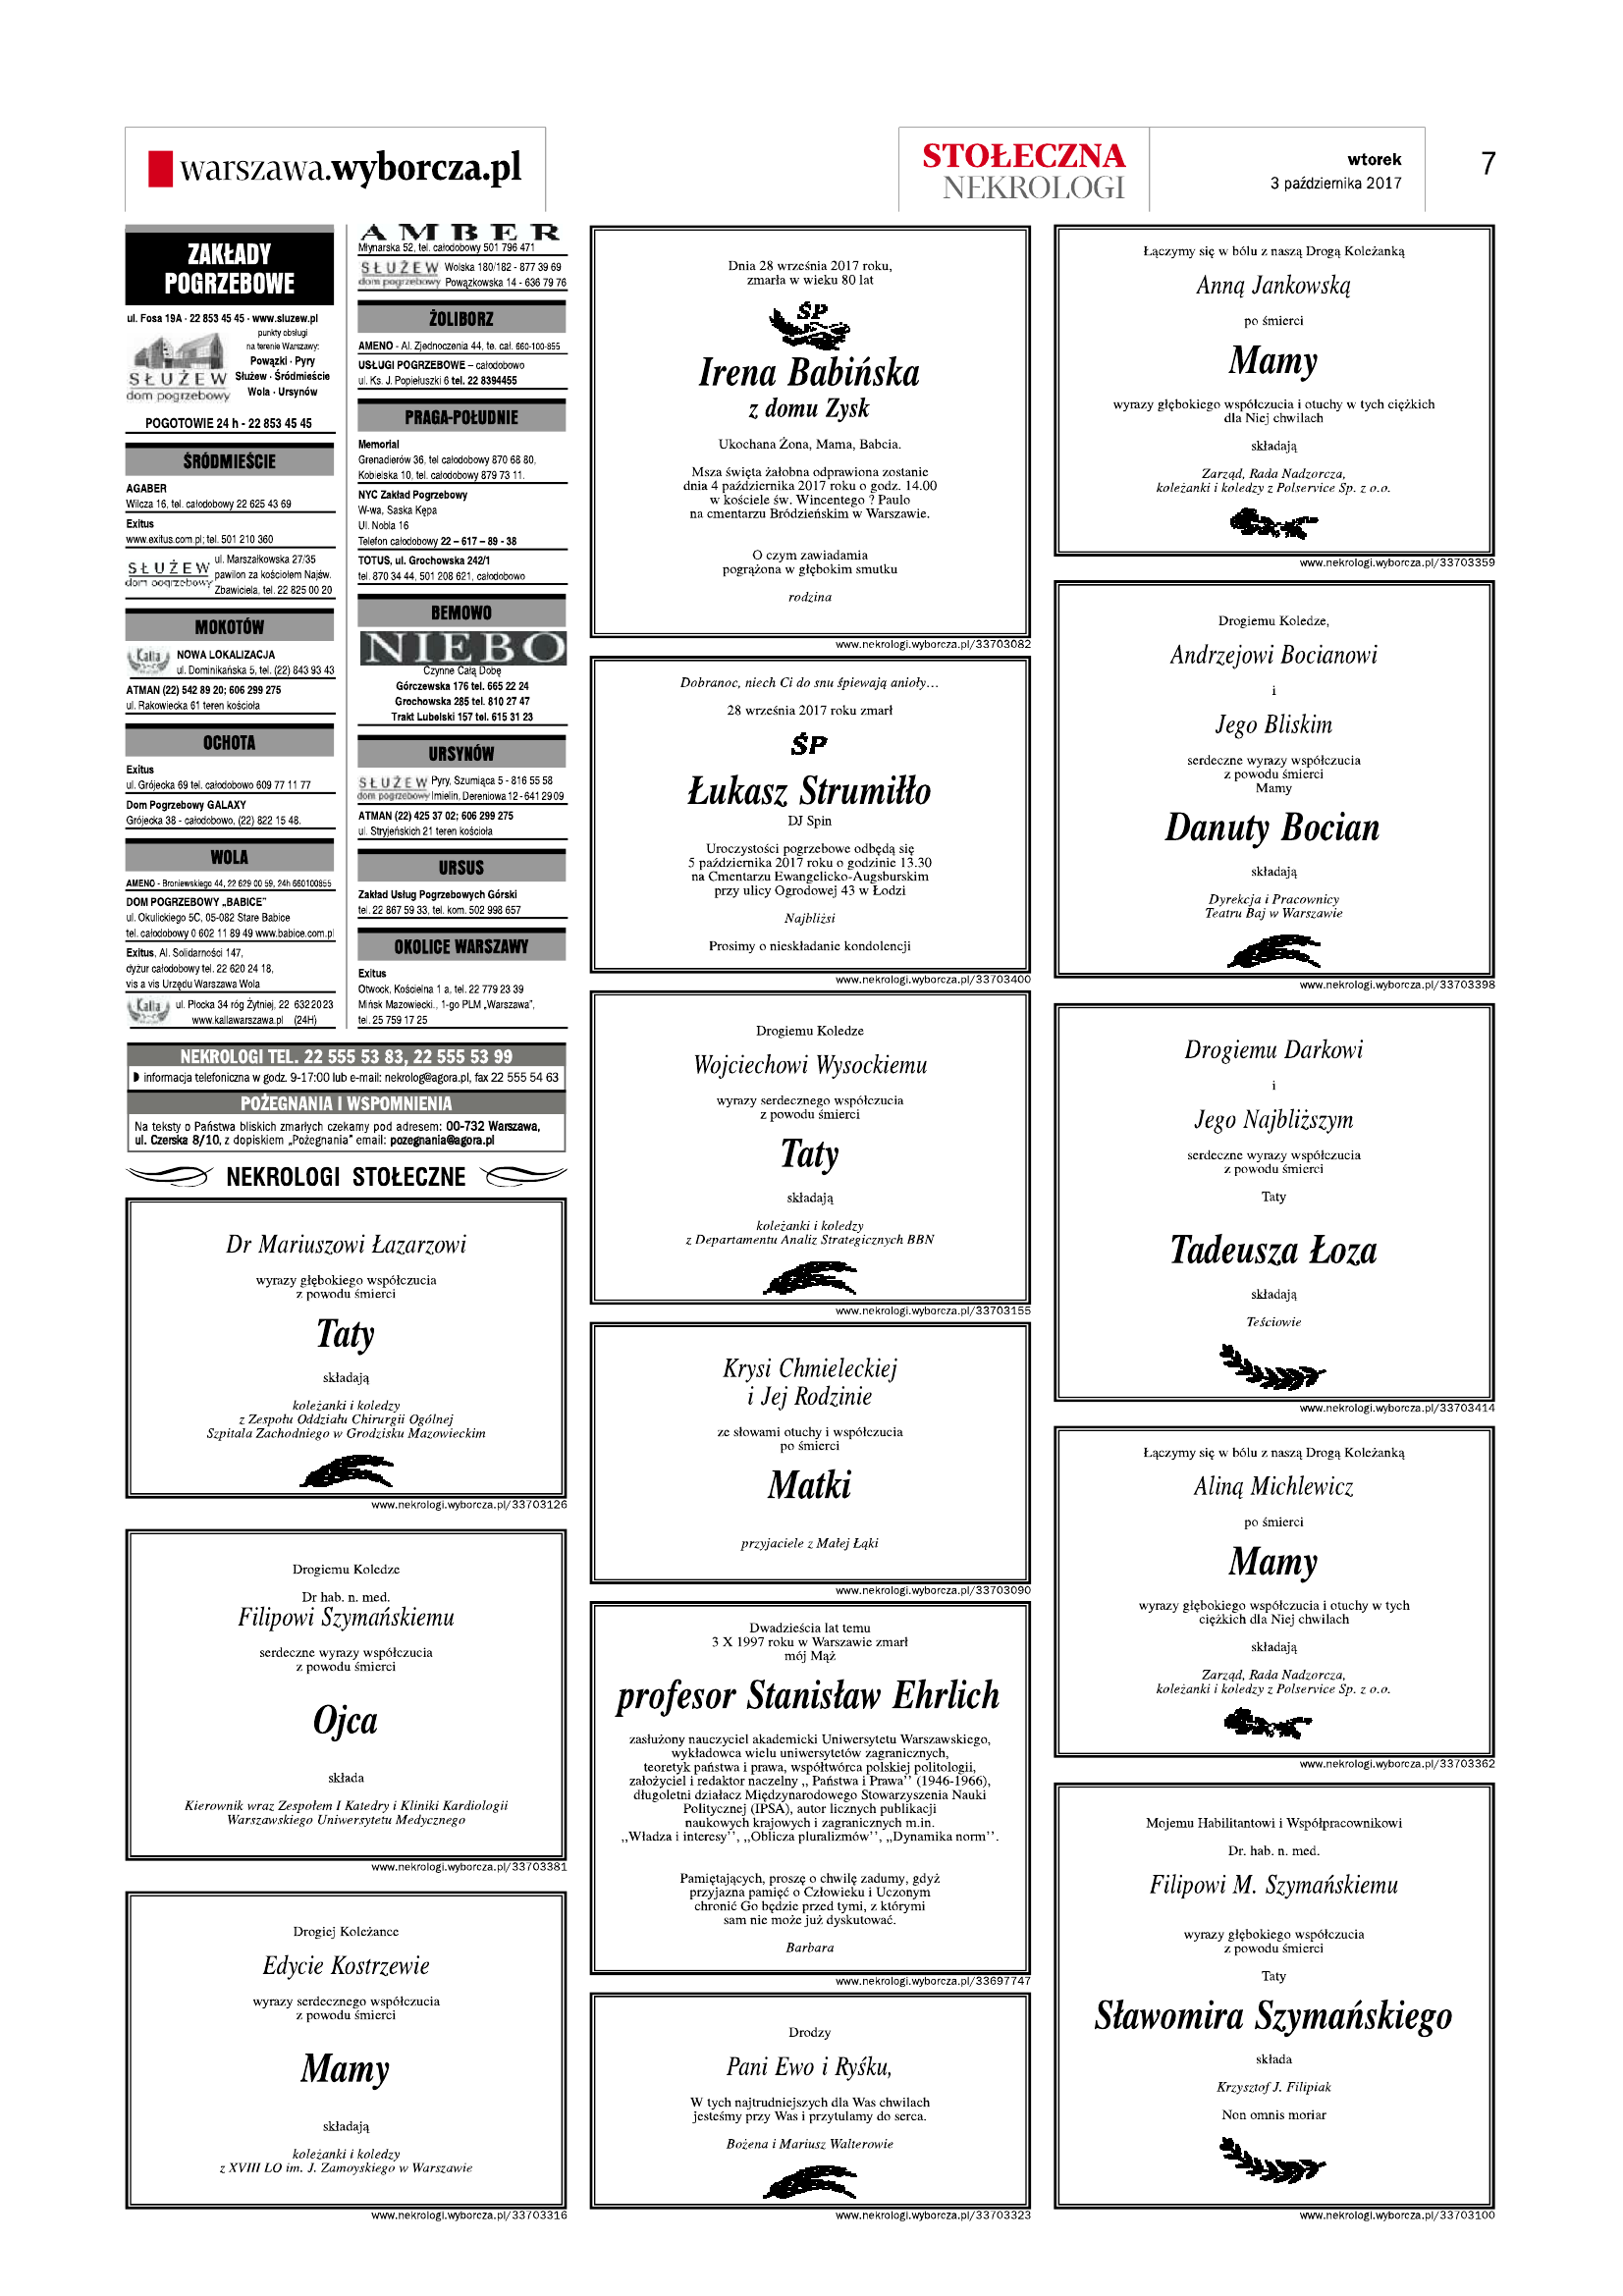 warszawa.wyborcza.pl
STOŁECZNA
NEKROLOGI
wtorek
3 października 2017
7
ZAKŁADY
POGRZEBOWE
ul. Fosa 19A · 22 853 45 45 · www.sluzew.pl
punkty obsługi
na terenie Warszawy:
Powązki · Pyry
Służew · Śródmieście
Wola · Ursynów
SŁUŻEW
dom pogrzebowy
POGOTOWIE 24 h - 22 853 45 45
ŚRÓDMIEŚCIE
AGABER
Wilcza 16, tel. całodobowy 22 625 43 69
Exitus
www.exitus.com.pl; tel. 501 210 360
SŁUŻEW
dom pogrzebowy
ul. Marszałkowska 27/35
pawilon za kościołem Najśw.
Zbawiciela, tel. 22 825 00 20
MOKOTÓW
Kalla
NOWA LOKALIZACJA
ul. Dominikańska 5, tel. (22) 843 93 43
ATMAN (22) 542 89 20; 606 299 275
ul. Rakowiecka 61 teren kościoła
OCHOTA
Exitus
ul. Grójecka 69 tel. całodobowo 609 77 11 77
Dom Pogrzebowy GALAXY
Grójecka 38 - całodobowo, (22) 822 15 48.
WOLA
AMENO - Broniewskiego 44, 22 629 00 59, 24h 660100855
DOM POGRZEBOWY „BABICE”
ul. Okulickiego 5C, 05-082 Stare Babice
tel. całodobowy 0 602 11 89 49 www.babice.com.pl
Exitus, Al. Solidarności 147,
dyżur całodobowy tel. 22 620 24 18,
vis a vis Urzędu Warszawa Wola
Kalla
ul. Płocka 34 róg Żytniej, 22 632 20 23
www.kallawarszawa.pl (24H)
AMBER
Młynarska 52, tel. całodobowy 501 796 471
SŁUŻEW
dom pogrzebowy
Wolska 180/182 - 877 39 69
Powązkowska 14 - 636 79 76
ŻOLIBORZ
AMENO - Al. Zjednoczenia 44, te. cal. 660-100-855
USŁUGI POGRZEBOWE – całodobowo
ul. Ks. J. Popiełuszki 6 tel. 22 8394455
PRAGA-POŁUDNIE
Memorial
Grenadierów 36, tel całodobowy 870 68 80,
Kobielska 10, tel. całodobowy 879 73 11.
NYC Zakład Pogrzebowy
W-wa, Saska Kępa
Ul. Nobla 16
Telefon całodobowy 22 – 617 – 89 - 38
TOTUS, ul. Grochowska 242/1
tel. 870 34 44, 501 208 621, całodobowo
BEMOWO
NIEBO
Czynne Całą Dobę
Górczewska 176 tel. 665 22 24
Grochowska 285 tel. 810 27 47
Trakt Lubelski 157 tel. 615 31 23
URSYNÓW
SŁUŻEW
dom pogrzebowy
Pyry, Szumiąca 5 - 816 55 58
Imielin, Dereniowa 12 - 641 29 09
ATMAN (22) 425 37 02; 606 299 275
ul. Stryjeńskich 21 teren kościoła
URSUS
Zakład Usług Pogrzebowych Górski
tel. 22 867 59 33, tel. kom. 502 998 657
OKOLICE WARSZAWY
Exitus
Otwock, Kościelna 1 a, tel. 22 779 23 39
Mińsk Mazowiecki., 1-go PLM „Warszawa”,
tel. 25 759 17 25
NEKROLOGI TEL. 22 555 53 83, 22 555 53 99
informacja telefoniczna w godz. 9-17:00 lub e-mail: nekrolog@agora.pl, fax 22 555 54 63
POŻEGNANIA I WSPOMNIENIA
Na teksty o Państwa bliskich zmarłych czekamy pod adresem: 00-732 Warszawa,
ul. Czerska 8/10, z dopiskiem „Pożegnania” email: pozegnania@agora.pl
NEKROLOGI STOŁECZNE
Dr Mariuszowi Łazarzowi
wyrazy głębokiego współczucia
z powodu śmierci
Taty
składają
koleżanki i koledzy
z Zespołu Oddziału Chirurgii Ogólnej
Szpitala Zachodniego w Grodzisku Mazowieckim
www.nekrologi.wyborcza.pl/33703126
Drogiemu Koledze
Dr hab. n. med.
Filipowi Szymańskiemu
serdeczne wyrazy współczucia
z powodu śmierci
Ojca
składa
Kierownik wraz Zespołem I Katedry i Kliniki Kardiologii
Warszawskiego Uniwersytetu Medycznego
www.nekrologi.wyborcza.pl/33703381
Drogiej Koleżance
Edycie Kostrzewie
wyrazy serdecznego współczucia
z powodu śmierci
Mamy
składają
koleżanki i koledzy
z XVIII LO im. J. Zamoyskiego w Warszawie
www.nekrologi.wyborcza.pl/33703316
Dnia 28 września 2017 roku,
zmarła w wieku 80 lat
ŚP
Irena Babińska
z domu Zysk
Ukochana Żona, Mama, Babcia.
Msza święta żałobna odprawiona zostanie
dnia 4 października 2017 roku o godz. 14.00
w kościele św. Wincentego ? Paulo
na cmentarzu Bródzieńskim w Warszawie.
O czym zawiadamia
pogrążona w głębokim smutku
rodzina
www.nekrologi.wyborcza.pl/33703082
Dobranoc, niech Ci do snu śpiewają anioły…
28 września 2017 roku zmarł
ŚP
Łukasz Strumiłło
DJ Spin
Uroczystości pogrzebowe odbędą się
5 października 2017 roku o godzinie 13.30
na Cmentarzu Ewangelicko-Augsburskim
przy ulicy Ogrodowej 43 w Łodzi
Najbliżsi
Prosimy o nieskładanie kondolencji
www.nekrologi.wyborcza.pl/33703400
Drogiemu Koledze
Wojciechowi Wysockiemu
wyrazy serdecznego współczucia
z powodu śmierci
Taty
składają
koleżanki i koledzy
z Departamentu Analiz Strategicznych BBN
www.nekrologi.wyborcza.pl/33703155
Krysi Chmieleckiej
i Jej Rodzinie
ze słowami otuchy i współczucia
po śmierci
Matki
przyjaciele z Małej Łąki
www.nekrologi.wyborcza.pl/33703090
Dwadzieścia lat temu
3 X 1997 roku w Warszawie zmarł
mój Mąż
profesor Stanisław Ehrlich
zasłużony nauczyciel akademicki Uniwersytetu Warszawskiego,
wykładowca wielu uniwersytetów zagranicznych,
teoretyk państwa i prawa, współtwórca polskiej politologii,
założyciel i redaktor naczelny ,, Państwa i Prawa’’ (1946-1966),
długoletni działacz Międzynarodowego Stowarzyszenia Nauki
Politycznej (IPSA), autor licznych publikacji
naukowych krajowych i zagranicznych m.in.
,,Władza i interesy’’, ,,Oblicza pluralizmów’’, ,,Dynamika norm’’.
Pamiętających, proszę o chwilę zadumy, gdyż
przyjazna pamięć o Człowieku i Uczonym
chronić Go będzie przed tymi, z którymi
sam nie może już dyskutować.
Barbara
www.nekrologi.wyborcza.pl/33697747
Drodzy
Pani Ewo i Ryśku,
W tych najtrudniejszych dla Was chwilach
jesteśmy przy Was i przytulamy do serca.
Bożena i Mariusz Walterowie
www.nekrologi.wyborcza.pl/33703323
Łączymy się w bólu z naszą Drogą Koleżanką
Anną Jankowską
po śmierci
Mamy
wyrazy głębokiego współczucia i otuchy w tych ciężkich
dla Niej chwilach
składają
Zarząd, Rada Nadzorcza,
koleżanki i koledzy z Polservice Sp. z o.o.
www.nekrologi.wyborcza.pl/33703359
Drogiemu Koledze,
Andrzejowi Bocianowi
i
Jego Bliskim
serdeczne wyrazy współczucia
z powodu śmierci
Mamy
Danuty Bocian
składają
Dyrekcja i Pracownicy
Teatru Baj w Warszawie
www.nekrologi.wyborcza.pl/33703398
Drogiemu Darkowi
i
Jego Najbliższym
serdeczne wyrazy współczucia
z powodu śmierci
Taty
Tadeusza Łoza
składają
Teściowie
www.nekrologi.wyborcza.pl/33703414
Łączymy się w bólu z naszą Drogą Koleżanką
Aliną Michlewicz
po śmierci
Mamy
wyrazy głębokiego współczucia i otuchy w tych
ciężkich dla Niej chwilach
składają
Zarząd, Rada Nadzorcza,
koleżanki i koledzy z Polservice Sp. z o.o.
www.nekrologi.wyborcza.pl/33703362
Mojemu Habilitantowi i Współpracownikowi
Dr. hab. n. med.
Filipowi M. Szymańskiemu
wyrazy głębokiego współczucia
z powodu śmierci
Taty
Sławomira Szymańskiego
składa
Krzysztof J. Filipiak
Non omnis moriar
www.nekrologi.wyborcza.pl/33703100